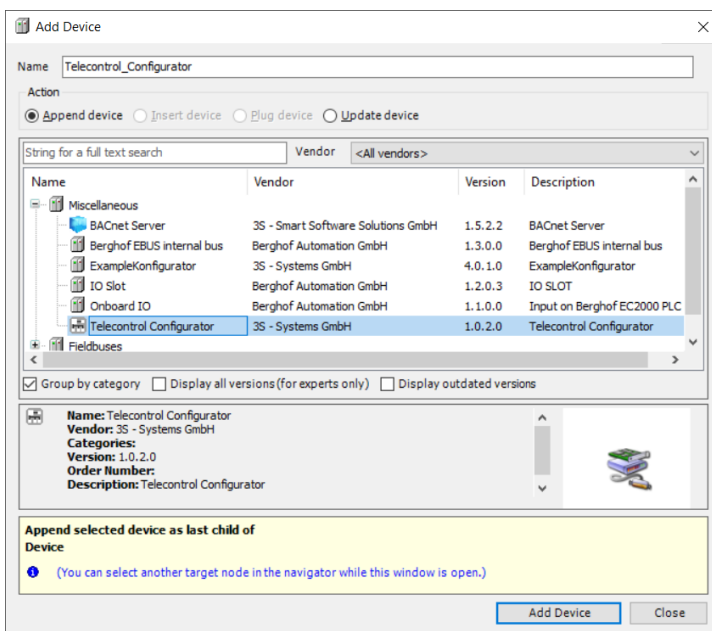 Add Device
Name Telecontrol_Configurator
Action
Append device Insert device Plug device Update device
String for a full text search Vendor <All vendors>
Name Vendor Version Description
Miscellaneous
BACnet Server 3S - Smart Software Solutions GmbH 1.5.2.2 BACnet Server
Berghof EBUS internal bus Berghof Automation GmbH 1.3.0.0 Berghof EBUS internal bus
ExampleKonfigurator 3S - Systems GmbH 4.0.1.0 ExampleKonfigurator
IO Slot Berghof Automation GmbH 1.2.0.3 IO SLOT
Onboard IO Berghof Automation GmbH 1.1.0.0 Input on Berghof EC2000 PLC
Telecontrol Configurator 3S - Systems GmbH 1.0.2.0 Telecontrol Configurator
Fieldbuses
Group by category Display all versions (for experts only) Display outdated versions
Name: Telecontrol Configurator
Vendor: 3S - Systems GmbH
Categories:
Version: 1.0.2.0
Order Number:
Description: Telecontrol Configurator
Append selected device as last child of
Device
(You can select another target node in the navigator while this window is open.)
Add Device Close